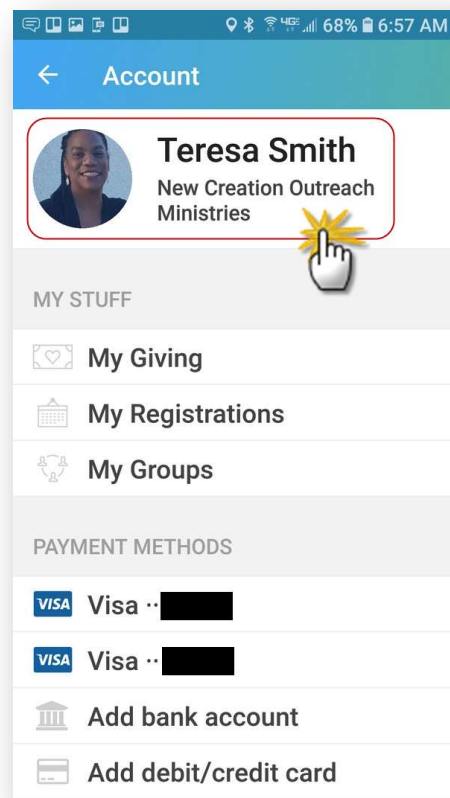 68% 6:57 AM
Account
Teresa Smith
New Creation Outreach
Ministries
MY STUFF
My Giving
My Registrations
My Groups
PAYMENT METHODS
VISA Visa ··
VISA Visa ··
Add bank account
Add debit/credit card